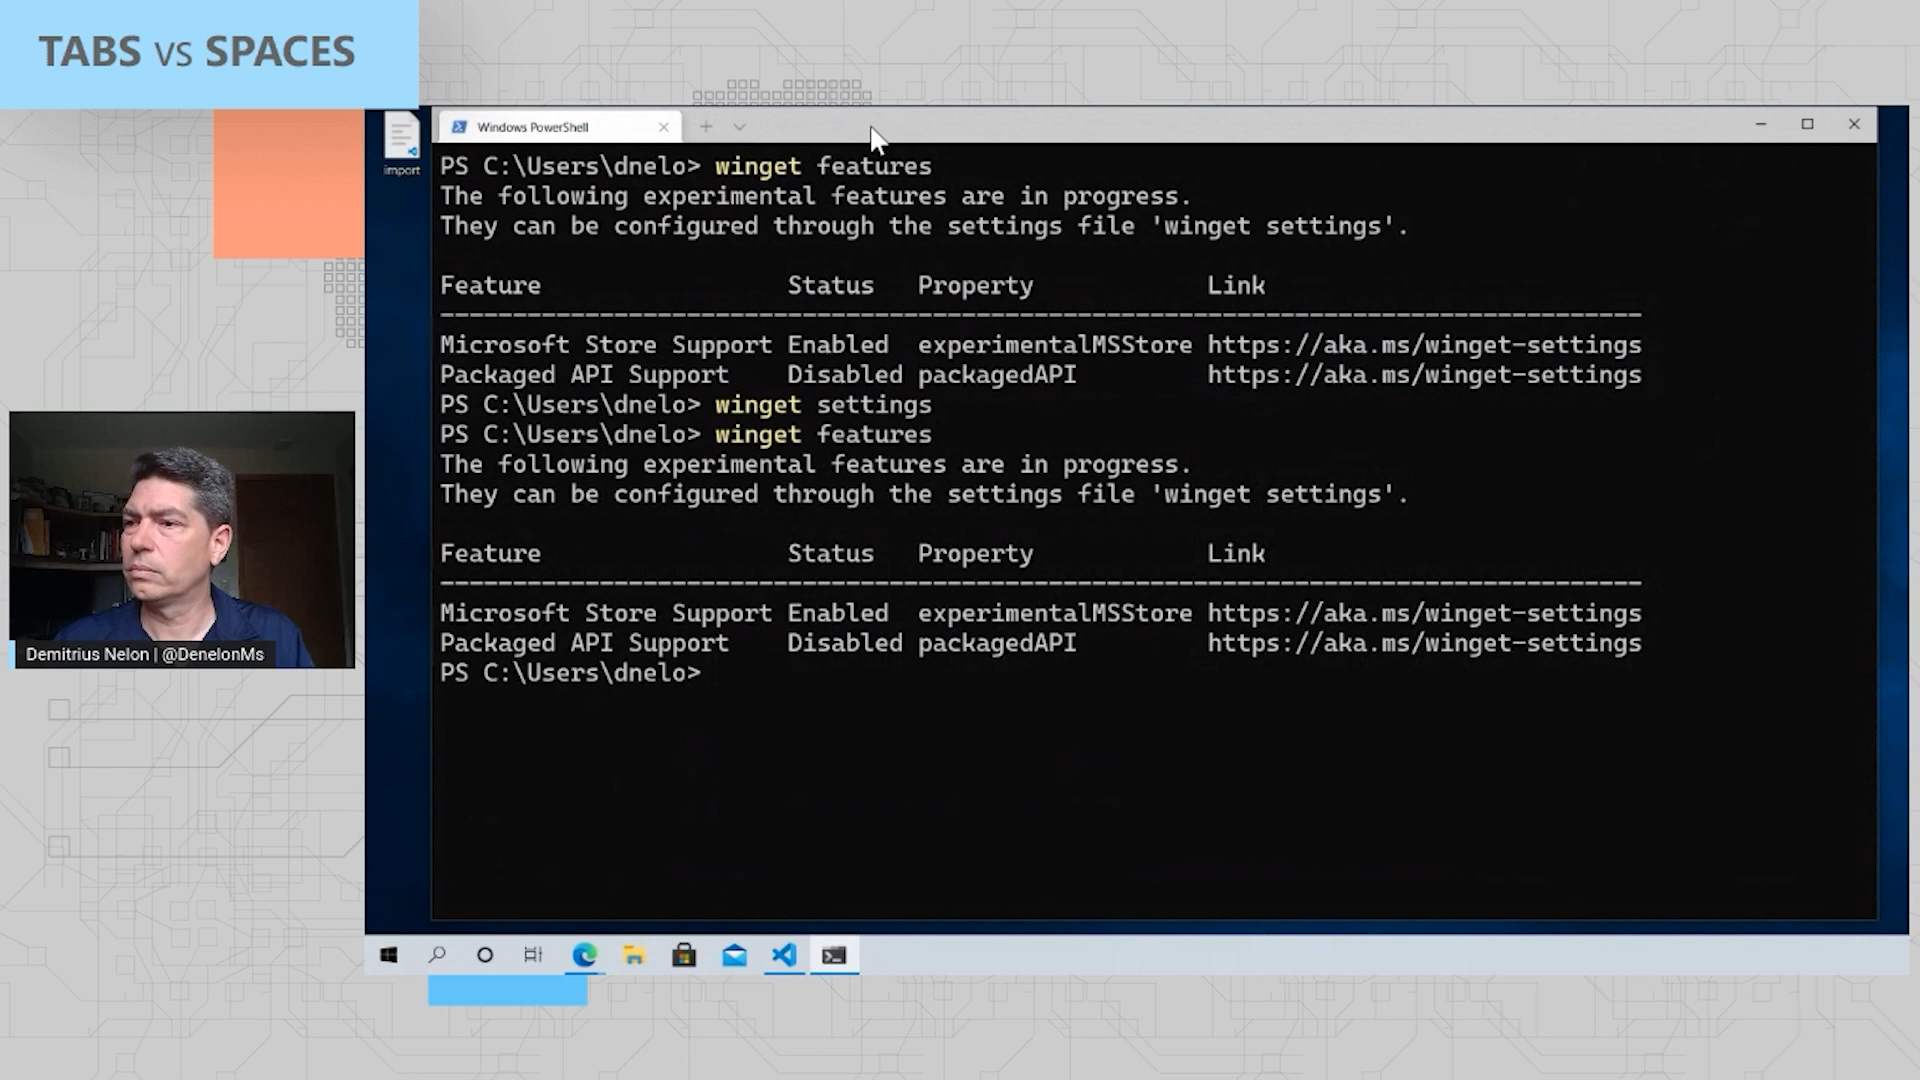 TABS VS SPACES
Windows PowerShell
import
PS C:\Users\dnelo> winget features
The following experimental features are in progress.
They can be configured through the settings file 'winget settings'.
Feature Status Property Link
--------------------------------------------------------------------------------
Microsoft Store Support Enabled experimentalMSStore https://aka.ms/winget-settings
Packaged API Support Disabled packagedAPI https://aka.ms/winget-settings
PS C:\Users\dnelo> winget settings
PS C:\Users\dnelo> winget features
The following experimental features are in progress.
They can be configured through the settings file 'winget settings'.
Feature Status Property Link
--------------------------------------------------------------------------------
Microsoft Store Support Enabled experimentalMSStore https://aka.ms/winget-settings
Packaged API Support Disabled packagedAPI https://aka.ms/winget-settings
PS C:\Users\dnelo>
Demitrius Nelon | @DenelonMs